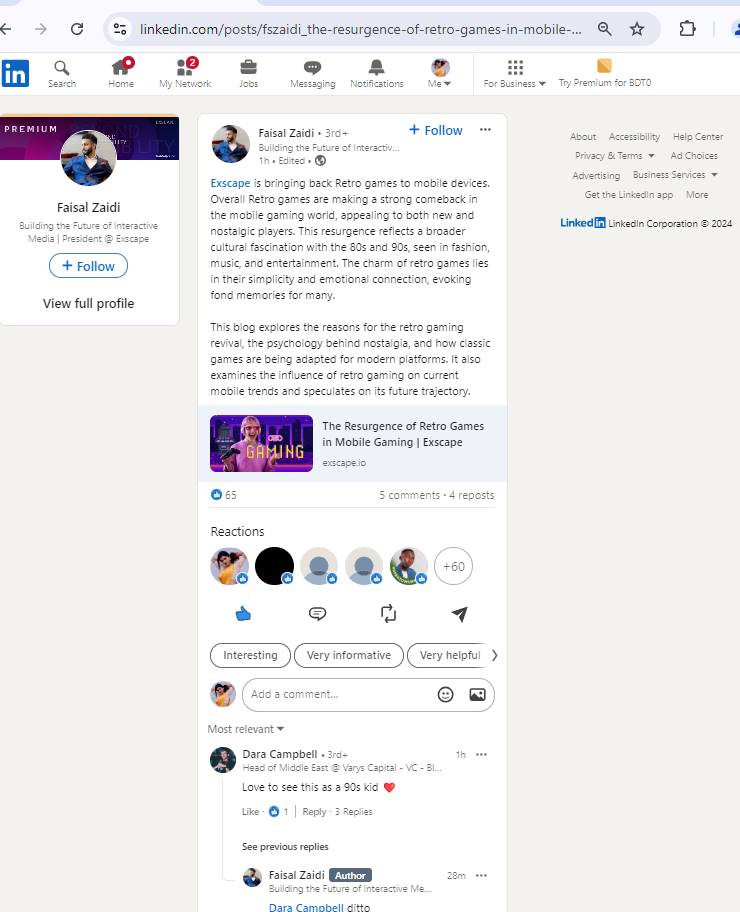 linkedin.com/posts/fszaidi_the-resurgence-of-retro-games-in-mobile-...
in
2
Search
Home
My Network
Jobs
Messaging
Notifications
Me
For Business
Try Premium for BDT0
PREMIUM
Faisal Zaidi
Building the Future of Interactive
Media | President @ Exscape
+ Follow
View full profile
Faisal Zaidi • 3rd+
+ Follow
Building the Future of Interactiv...
1h • Edited •
Exscape is bringing back Retro games to mobile devices.
Overall Retro games are making a strong comeback in
the mobile gaming world, appealing to both new and
nostalgic players. This resurgence reflects a broader
cultural fascination with the 80s and 90s, seen in fashion,
music, and entertainment. The charm of retro games lies
in their simplicity and emotional connection, evoking
fond memories for many.
This blog explores the reasons for the retro gaming
revival, the psychology behind nostalgia, and how classic
games are being adapted for modern platforms. It also
examines the influence of retro gaming on current
mobile trends and speculates on its future trajectory.
GAMING
The Resurgence of Retro Games
in Mobile Gaming | Exscape
exscape.io
65
5 comments • 4 reposts
Reactions
+60
Interesting
Very informative
Very helpful
Add a comment...
Most relevant
Dara Campbell • 3rd+
1h
Head of Middle East @ Varys Capital - VC - Bl...
Love to see this as a 90s kid ❤️
Like · 1 | Reply · 3 Replies
See previous replies
Faisal Zaidi Author
28m
Building the Future of Interactive Me...
Dara Campbell ditto
About Accessibility Help Center
Privacy & Terms Ad Choices
Advertising Business Services
Get the LinkedIn app More
LinkedIn LinkedIn Corporation © 2024